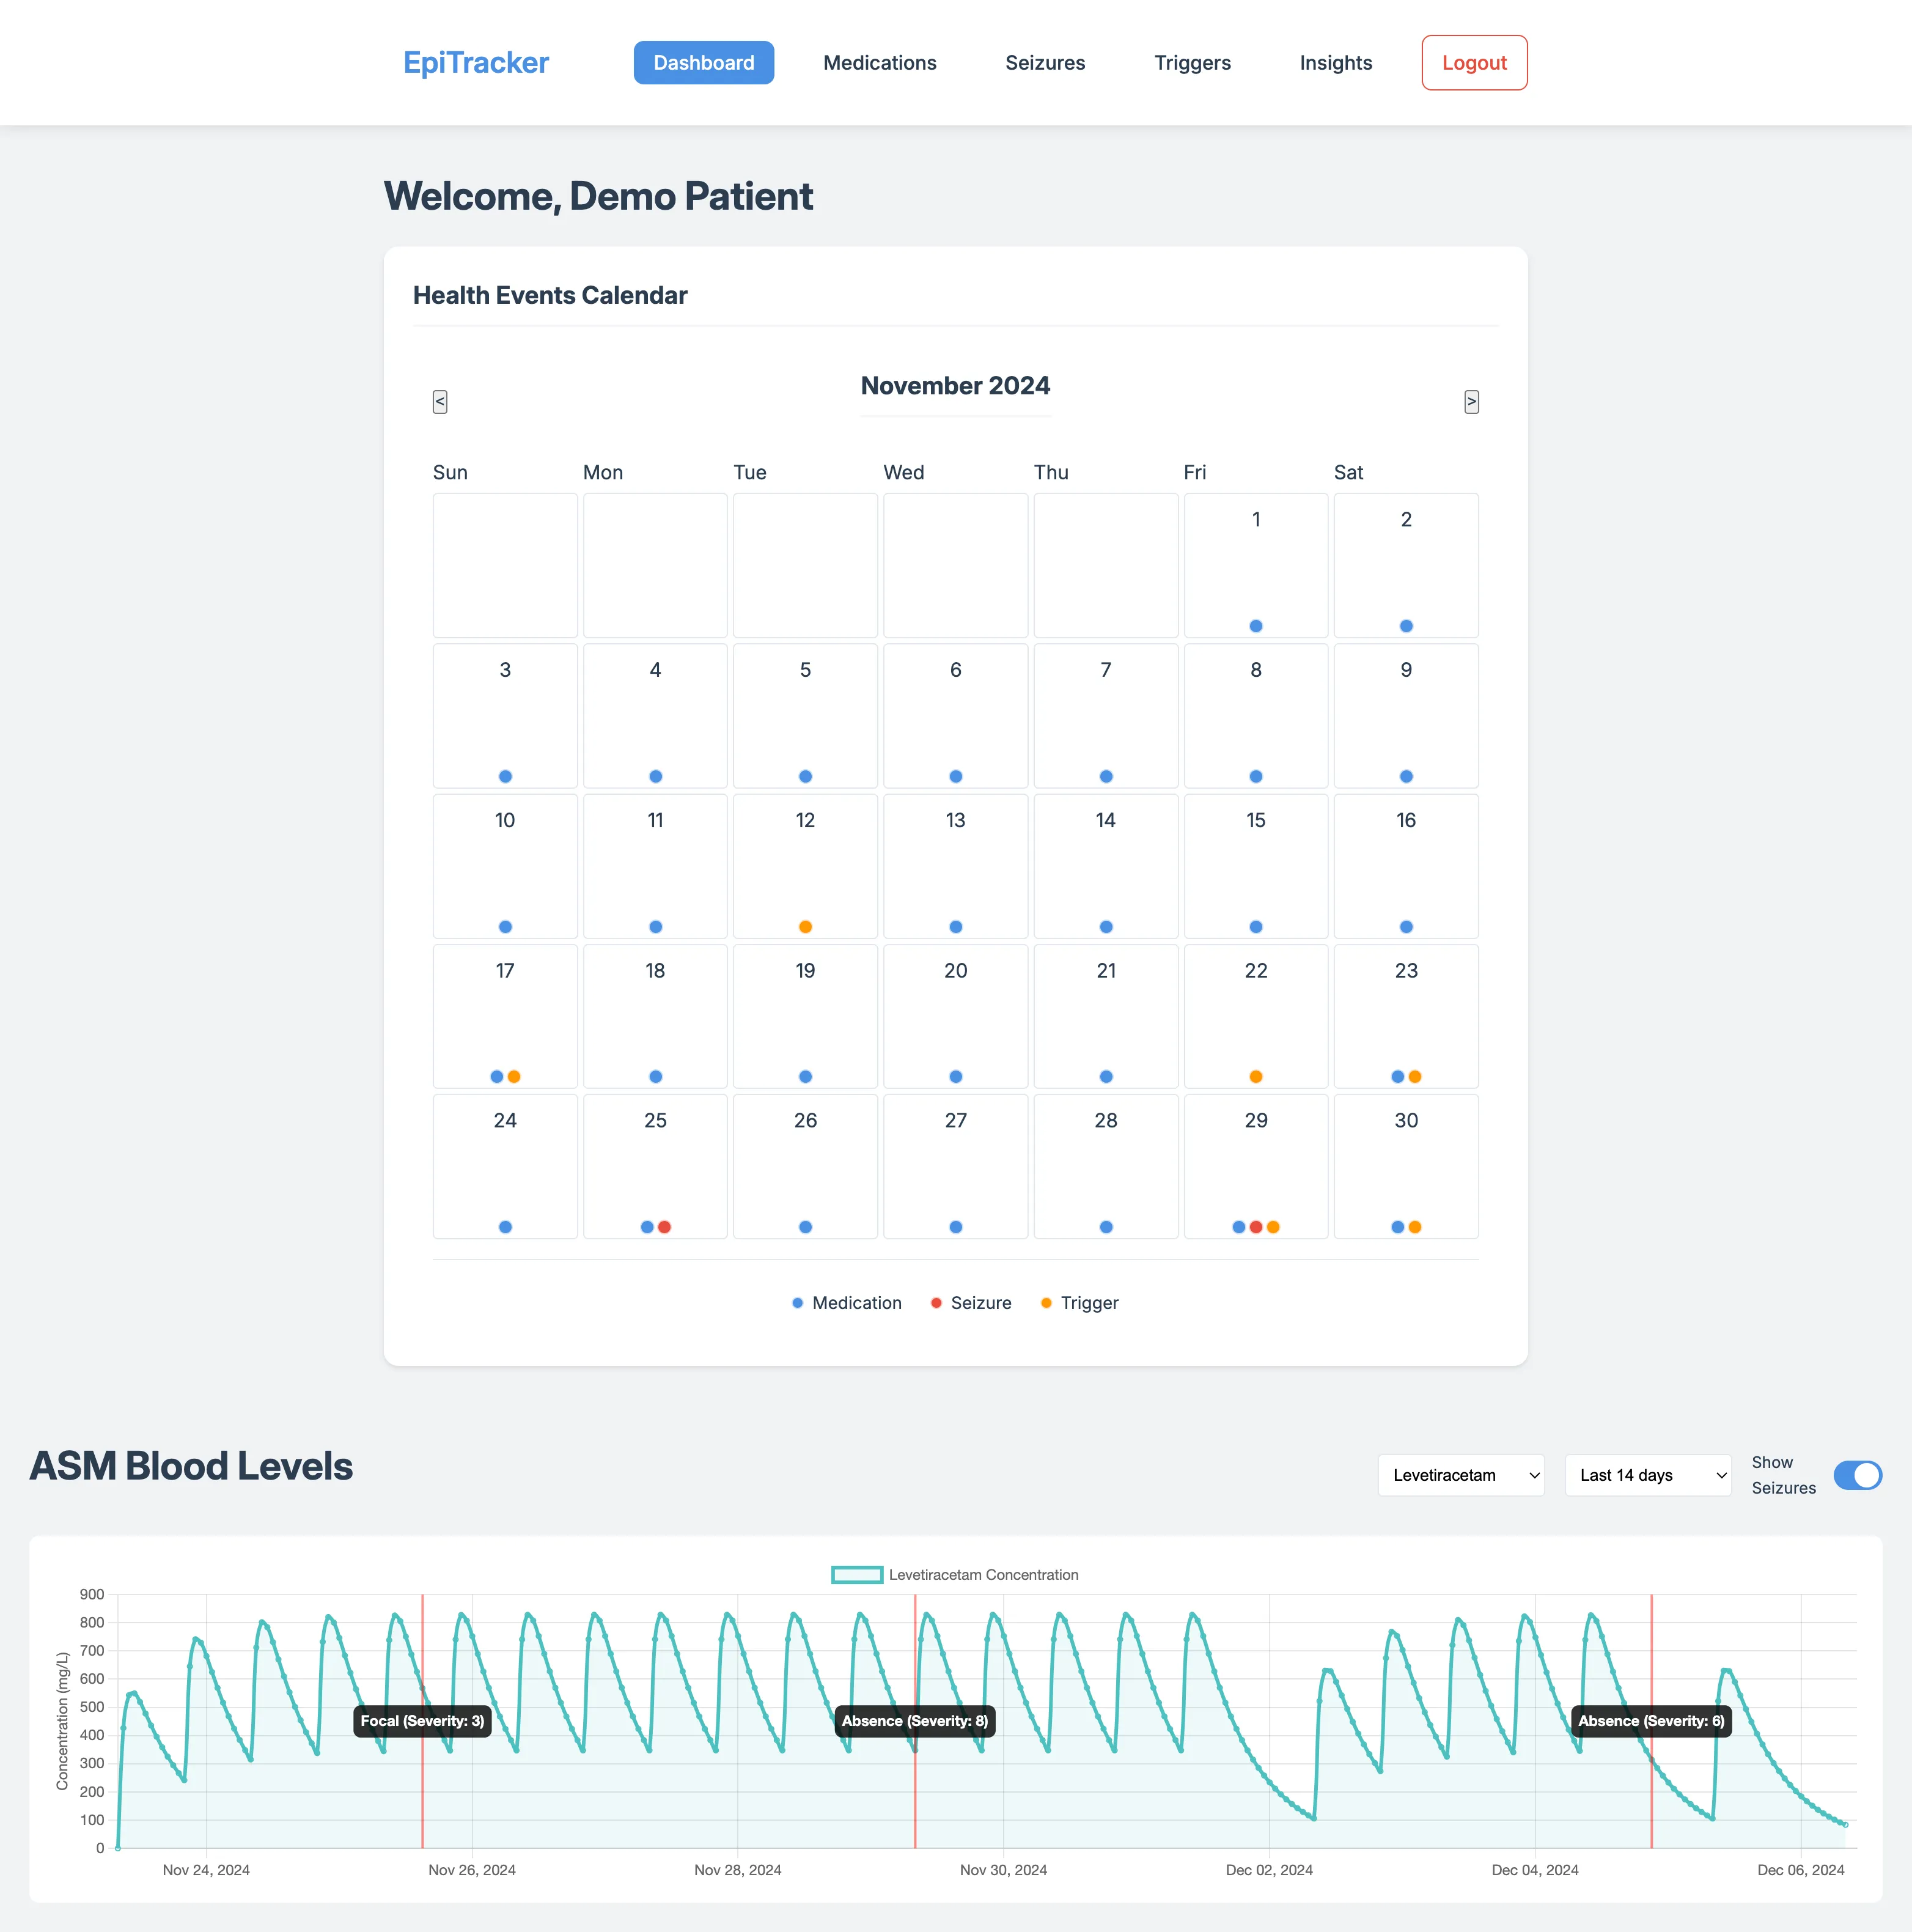 EpiTracker Dashboard Medications Seizures Triggers Insights Logout
Welcome, Demo Patient
Health Events Calendar
November 2024
< >
Sun Mon Tue Wed Thu Fri Sat
1 2
3 4 5 6 7 8 9
10 11 12 13 14 15 16
17 18 19 20 21 22 23
24 25 26 27 28 29 30
Medication Seizure Trigger
ASM Blood Levels
Levetiracetam
Last 14 days
Show
Seizures
Levetiracetam Concentration
Concentration (mg/L)
900
800
700
600
500
400
300
200
100
0
Focal (Severity: 3)
Absence (Severity: 8)
Absence (Severity: 6)
Nov 24, 2024 Nov 26, 2024 Nov 28, 2024 Nov 30, 2024 Dec 02, 2024 Dec 04, 2024 Dec 06, 2024